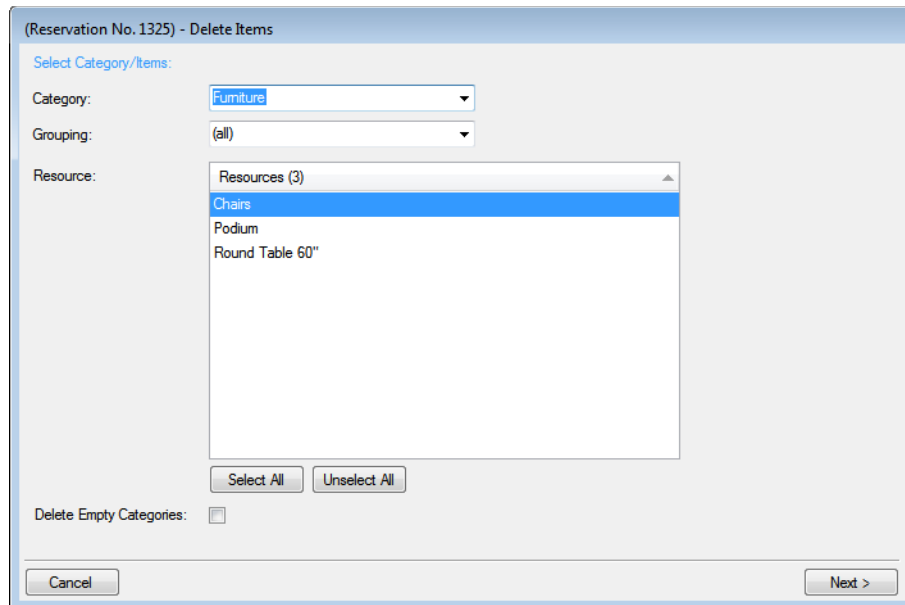 (Reservation No. 1325) - Delete Items
Select Category/Items:
Category: Furniture
Grouping: (all)
Resource: Resources (3)
Chairs
Podium
Round Table 60"
Select All Unselect All
Delete Empty Categories:
Cancel Next >